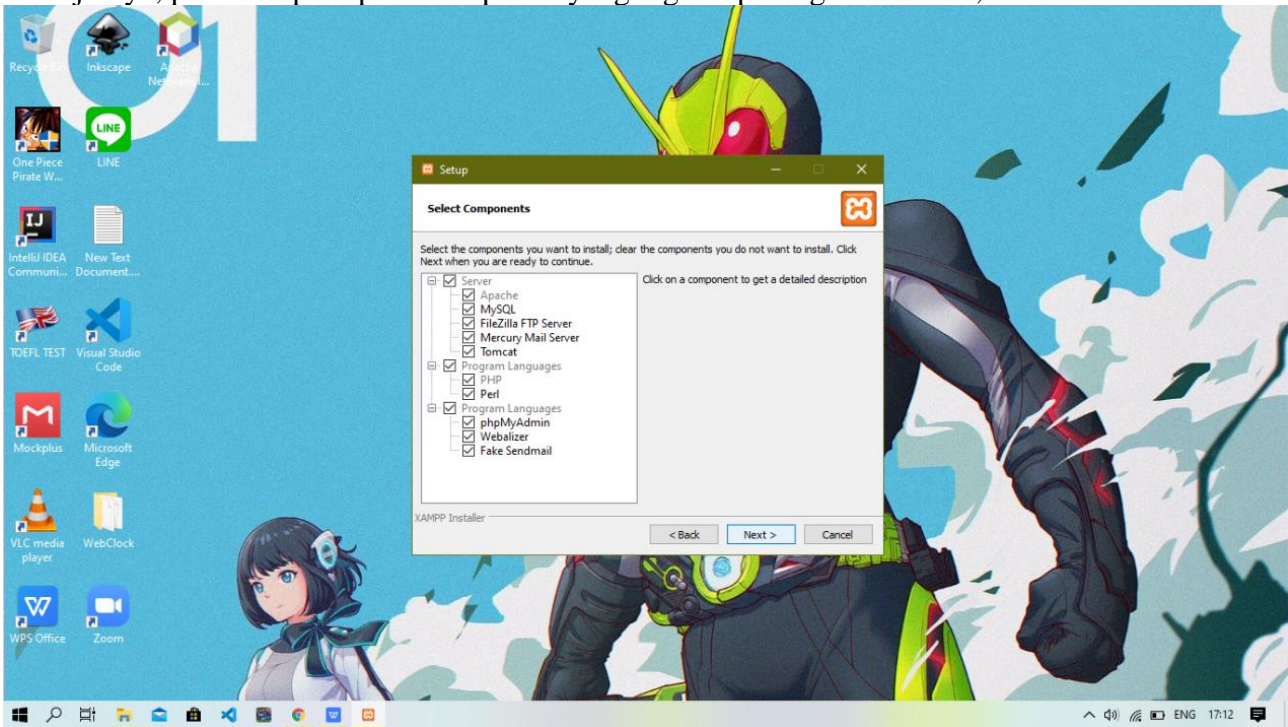 01
Recycle Bin
Inkscape
One Piece
Pirate W...
LINE
LINE
IJ
IntelliJ IDEA
Communi...
New Text
Document....
TOEFL TEST
Visual Studio
Code
Mockplus
Microsoft
Edge
VLC media
player
WebClock
WPS Office
Zoom
Setup
Select Components
Select the components you want to install; clear the components you do not want to install. Click
Next when you are ready to continue.
Server
Apache
MySQL
FileZilla FTP Server
Mercury Mail Server
Tomcat
Program Languages
PHP
Perl
Program Languages
phpMyAdmin
Webalizer
Fake Sendmail
Click on a component to get a detailed description
XAMPP Installer
< Back
Next >
Cancel
ENG 17:12